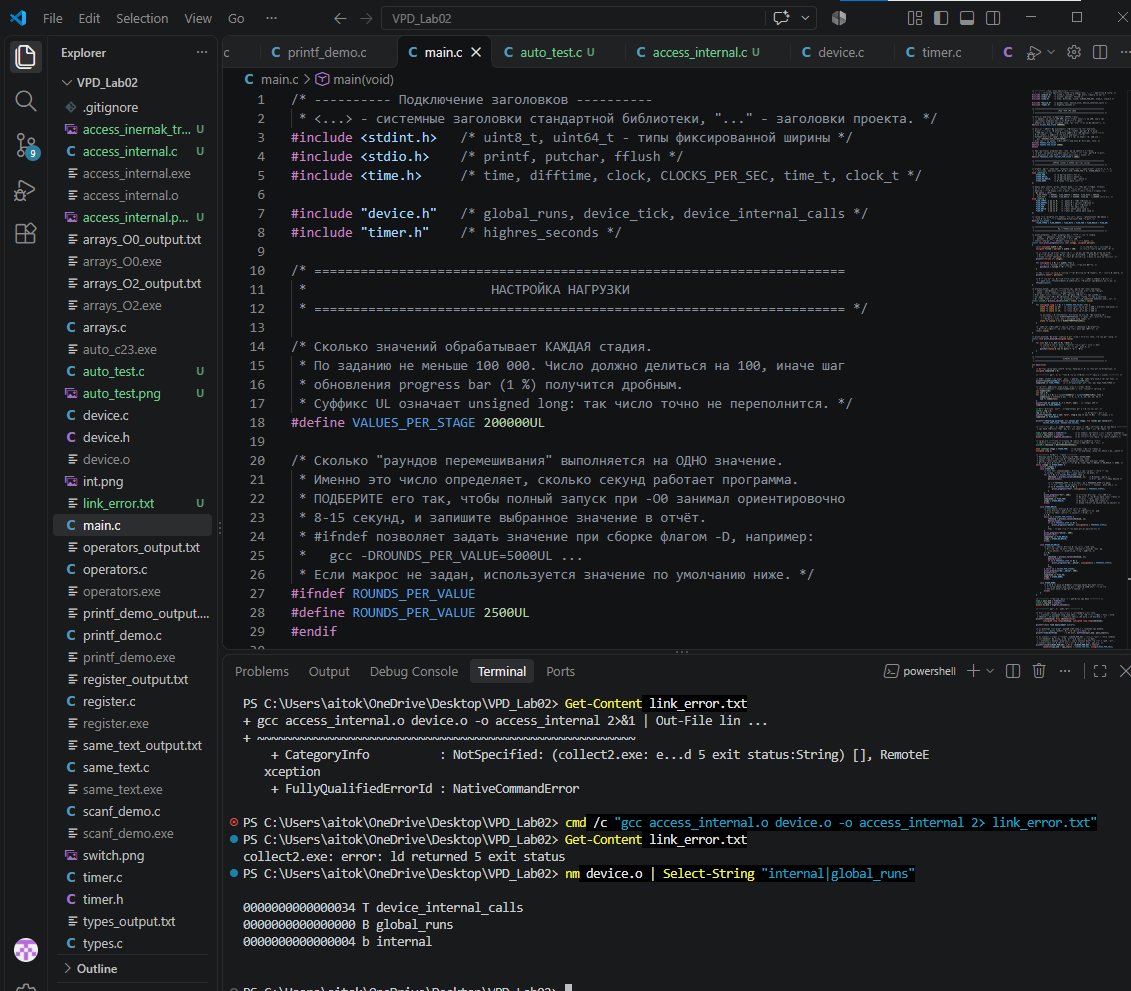 File Edit Selection View Go ··· VPD_Lab02
Explorer ···
VPD_Lab02
.gitignore
access_inernak_tr... U
access_internal.c U
access_internal.exe
access_internal.o
access_internal.p... U
arrays_O0_output.txt
arrays_O0.exe
arrays_O2_output.txt
arrays_O2.exe
arrays.c
auto_c23.exe
auto_test.c U
auto_test.png U
device.c
device.h
device.o
int.png
link_error.txt U
main.c
operators_output.txt
operators.c
operators.exe
printf_demo_output....
printf_demo.c
printf_demo.exe
register_output.txt
register.c
register.exe
same_text_output.txt
same_text.c
same_text.exe
scanf_demo.c
scanf_demo.exe
switch.png
timer.c
timer.h
types_output.txt
types.c
Outline
9
c printf_demo.c main.c auto_test.c U access_internal.c U device.c timer.c
main.c > main(void)
1 /* ---------- Подключение заголовков ----------
2 * <...> - системные заголовки стандартной библиотеки, "..." - заголовки проекта. */
3 #include <stdint.h> /* uint8_t, uint64_t - типы фиксированной ширины */
4 #include <stdio.h> /* printf, putchar, fflush */
5 #include <time.h> /* time, difftime, clock, CLOCKS_PER_SEC, time_t, clock_t */
6
7 #include "device.h" /* global_runs, device_tick, device_internal_calls */
8 #include "timer.h" /* highres_seconds */
9
10 /* ====================================================================
11 * НАСТРОЙКА НАГРУЗКИ
12 * ==================================================================== */
13
14 /* Сколько значений обрабатывает КАЖДАЯ стадия.
15 * По заданию не меньше 100 000. Число должно делиться на 100, иначе шаг
16 * обновления progress bar (1 %) получится дробным.
17 * Суффикс UL означает unsigned long: так число точно не переполнится. */
18 #define VALUES_PER_STAGE 200000UL
19
20 /* Сколько "раундов перемешивания" выполняется на ОДНО значение.
21 * Именно это число определяет, сколько секунд работает программа.
22 * ПОДБЕРИТЕ его так, чтобы полный запуск при -O0 занимал ориентировочно
23 * 8-15 секунд, и запишите выбранное значение в отчёт.
24 * #ifndef позволяет задать значение при сборке флагом -D, например:
25 * gcc -DROUNDS_PER_VALUE=5000UL ...
26 * Если макрос не задан, используется значение по умолчанию ниже. */
27 #ifndef ROUNDS_PER_VALUE
28 #define ROUNDS_PER_VALUE 2500UL
29 #endif
Problems Output Debug Console Terminal Ports powershell
PS C:\Users\aitok\OneDrive\Desktop\VPD_Lab02> Get-Content link_error.txt
+ gcc access_internal.o device.o -o access_internal 2>&1 | Out-File lin ...
+ ~~~~~~~~~~~~~~~~~~~~~~~~~~~~~~~~~~~~~~~~~~~~~~~~~~~~~~
+ CategoryInfo : NotSpecified: (collect2.exe: e...d 5 exit status:String) [], RemoteE
xception
+ FullyQualifiedErrorId : NativeCommandError
PS C:\Users\aitok\OneDrive\Desktop\VPD_Lab02> cmd /c "gcc access_internal.o device.o -o access_internal 2> link_error.txt"
PS C:\Users\aitok\OneDrive\Desktop\VPD_Lab02> Get-Content link_error.txt
collect2.exe: error: ld returned 5 exit status
PS C:\Users\aitok\OneDrive\Desktop\VPD_Lab02> nm device.o | Select-String "internal|global_runs"
0000000000000034 T device_internal_calls
0000000000000000 B global_runs
0000000000000004 b internal
PS C:\Users\aitok\OneDrive\Desktop\VPD_Lab02>